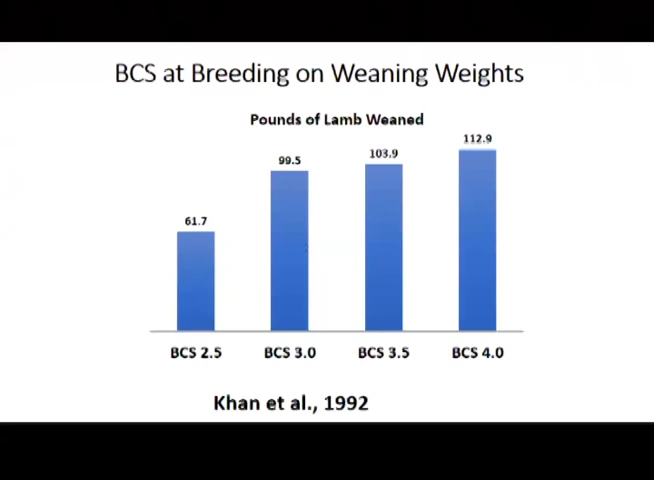 BCS at Breeding on Weaning Weights
Pounds of Lamb Weaned
61.7
99.5
103.9
112.9
BCS 2.5
BCS 3.0
BCS 3.5
BCS 4.0
Khan et al., 1992